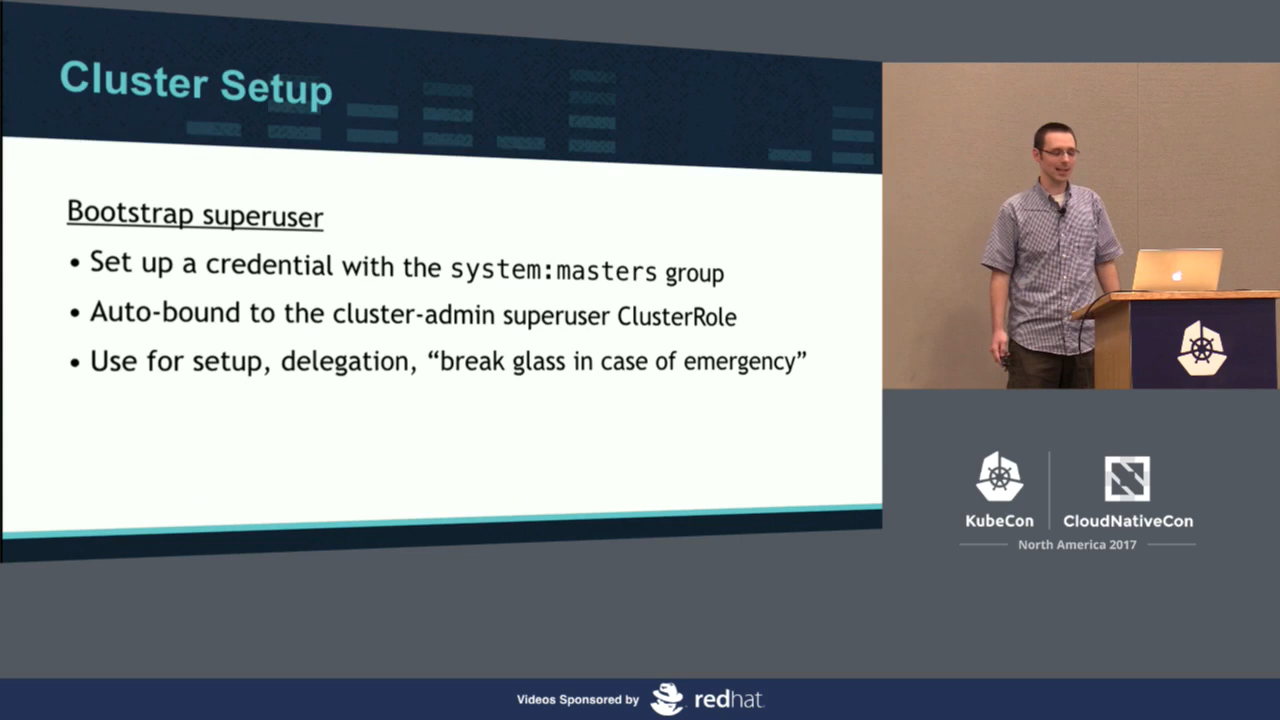 Cluster Setup
Bootstrap superuser
• Set up a credential with the system:masters group
• Auto-bound to the cluster-admin superuser ClusterRole
• Use for setup, delegation, “break glass in case of emergency”
KubeCon
CloudNativeCon
North America 2017
Videos Sponsored by redhat.